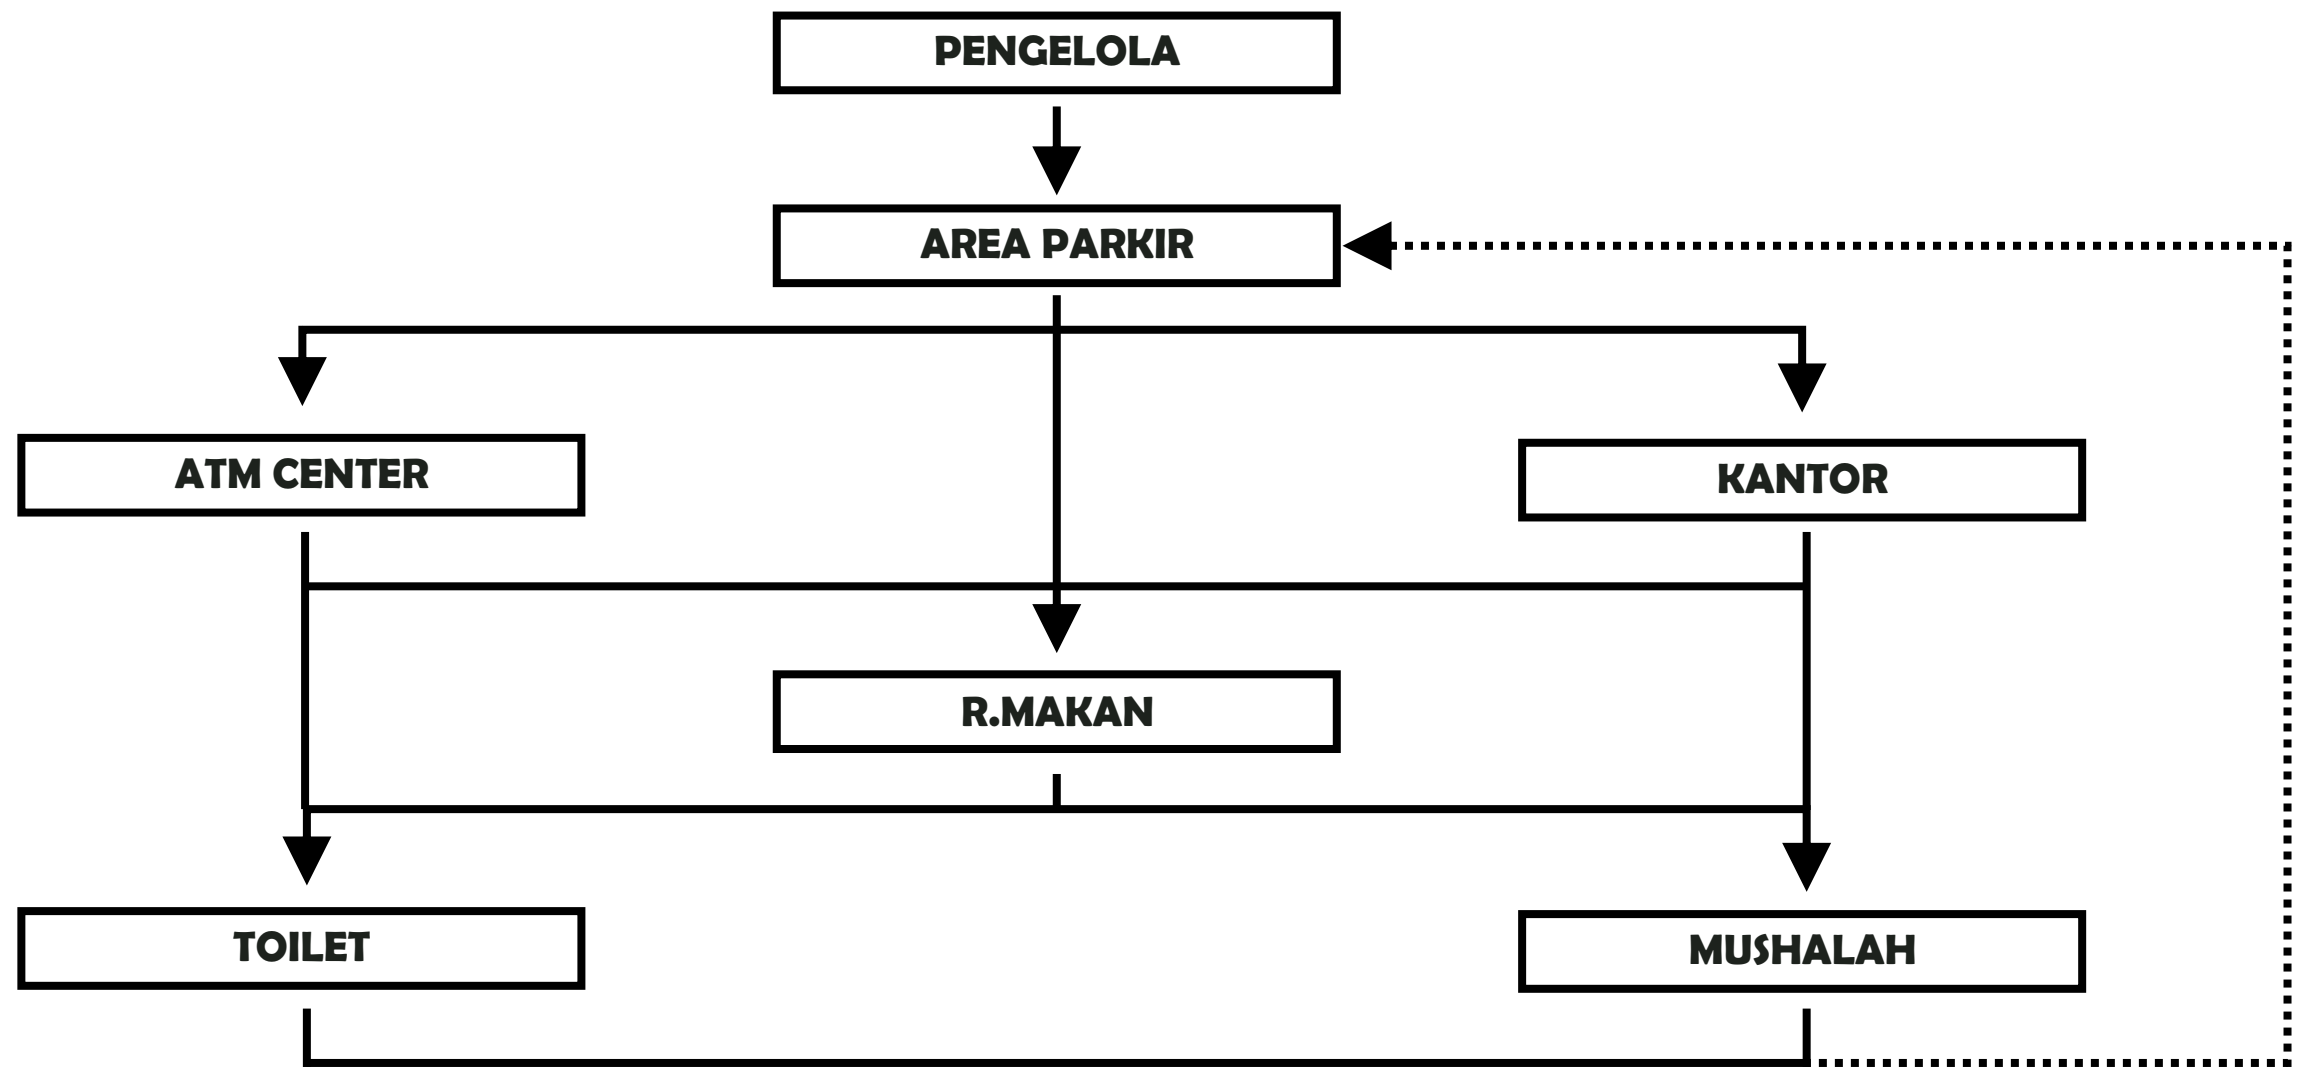 PENGELOLA
AREA PARKIR
ATM CENTER
KANTOR
R.MAKAN
TOILET
MUSHALAH